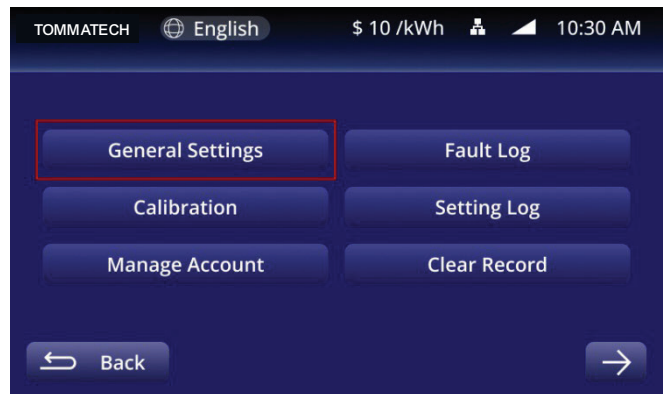 TOMMATECH English $ 10 /kWh 10:30 AM
General Settings Fault Log
Calibration Setting Log
Manage Account Clear Record
Back